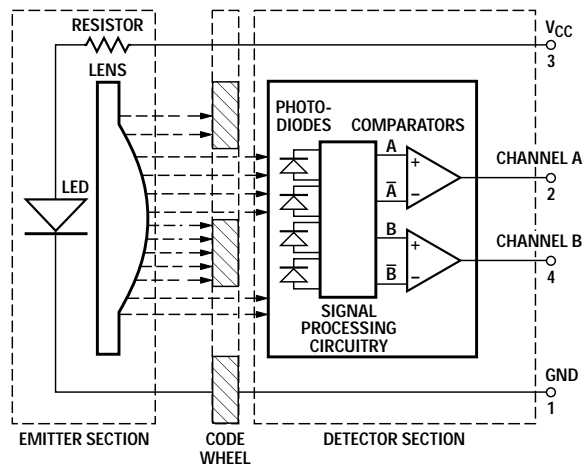 RESISTOR
LENS
LED
PHOTO-
DIODES
COMPARATORS
A
+
A̅
−
B
+
B̅
−
SIGNAL
PROCESSING
CIRCUITRY
VCC
3
CHANNEL A
2
CHANNEL B
4
GND
1
EMITTER SECTION
CODE
WHEEL
DETECTOR SECTION